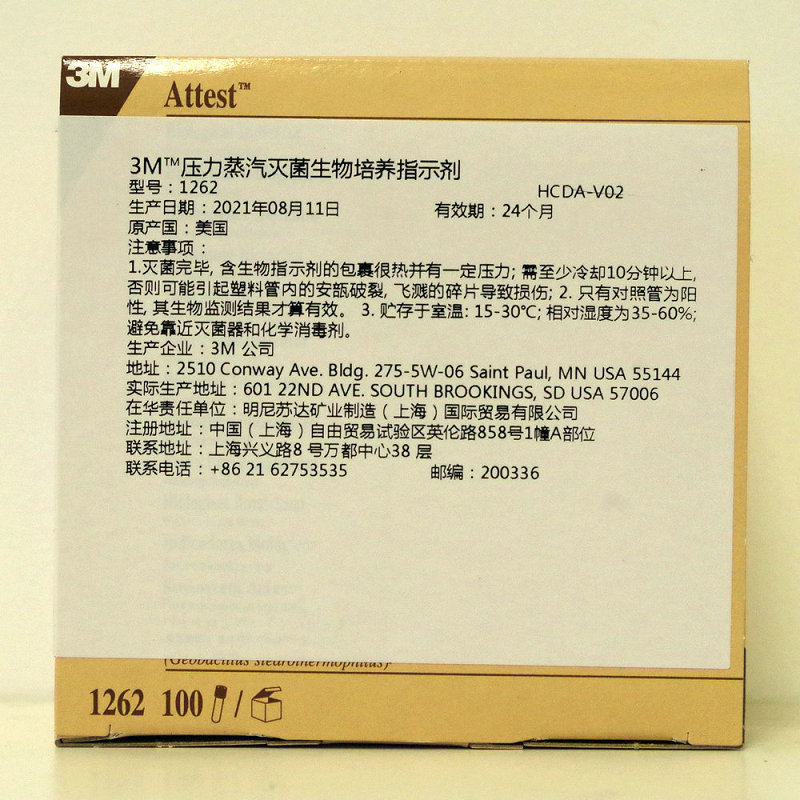 3M
Attest™
3M™压力蒸汽灭菌生物培养指示剂
型号：1262
HCDA-V02
生产日期：2021年08月11日 有效期：24个月
原产国：美国
注意事项：
1.灭菌完毕, 含生物指示剂的包裹很热并有一定压力; 需至少冷却10分钟以上,
否则可能引起塑料管内的安瓿破裂, 飞溅的碎片导致损伤; 2. 只有对照管为阳
性, 其生物监测结果才算有效。 3. 贮存于室温: 15-30℃; 相对湿度为35-60%;
避免靠近灭菌器和化学消毒剂。
生产企业：3M 公司
地址：2510 Conway Ave. Bldg. 275-5W-06 Saint Paul, MN USA 55144
实际生产地址：601 22ND AVE. SOUTH BROOKINGS, SD USA 57006
在华责任单位：明尼苏达矿业制造（上海）国际贸易有限公司
注册地址：中国（上海）自由贸易试验区英伦路858号1幢A部位
联系地址：上海兴义路8 号万都中心38 层
联系电话：+86 21 62753535 邮编：200336
(Geobacillus stearothermophilus)
1262 100 /